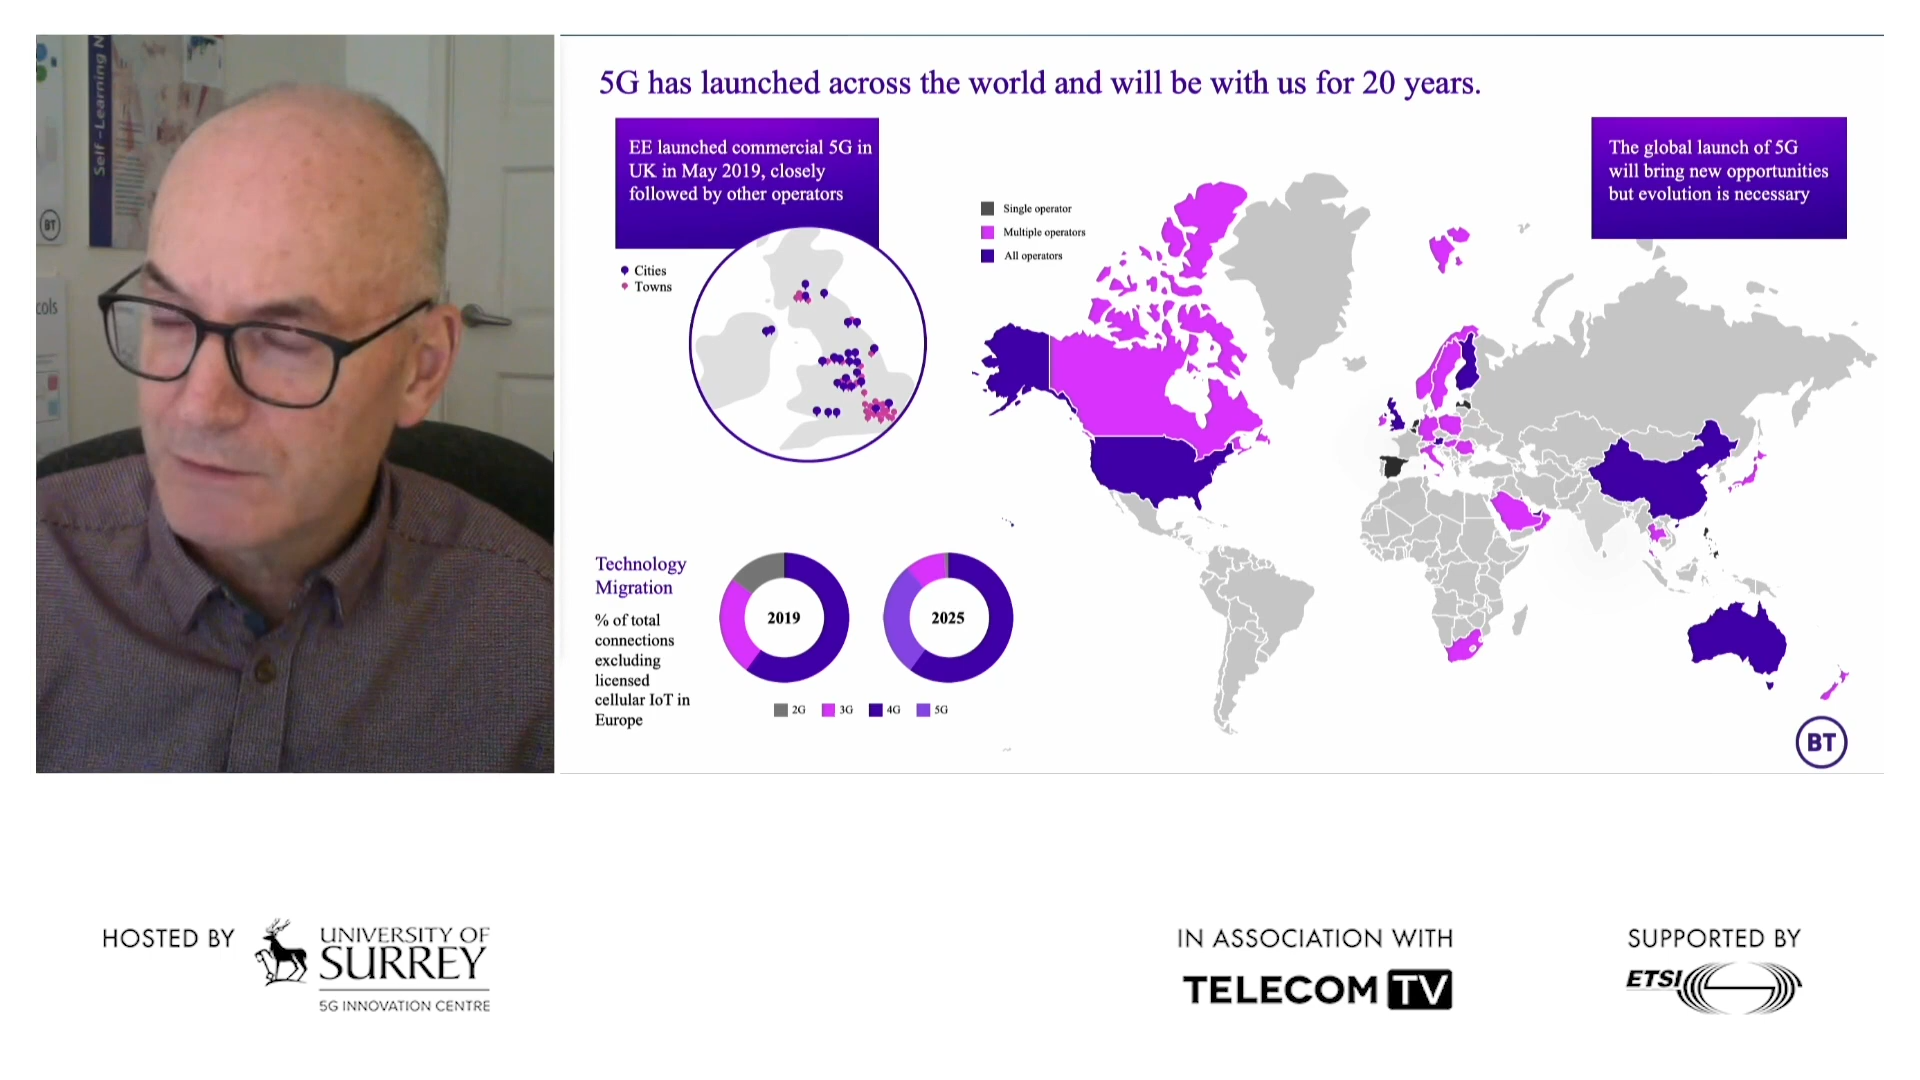 Self-Learning N
BT
cols
5G has launched across the world and will be with us for 20 years.
EE launched commercial 5G in
UK in May 2019, closely
followed by other operators
Cities
Towns
Single operator
Multiple operators
All operators
The global launch of 5G
will bring new opportunities
but evolution is necessary
Technology
Migration
% of total
connections
excluding
licensed
cellular IoT in
Europe
2019
2025
2G
3G
4G
5G
BT
HOSTED BY
UNIVERSITY OF
SURREY
5G INNOVATION CENTRE
IN ASSOCIATION WITH
TELECOM TV
SUPPORTED BY
ETSI